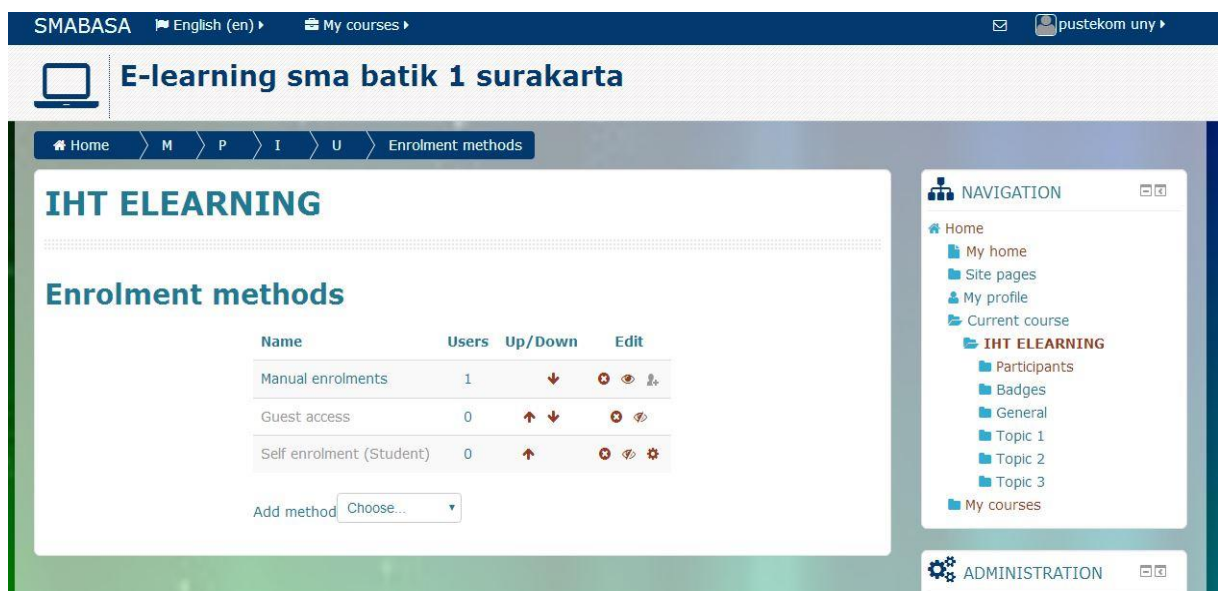 SMABASA English (en) My courses pustekom uny
E-learning sma batik 1 surakarta
Home M P I U Enrolment methods
IHT ELEARNING
Enrolment methods
Name Users Up/Down Edit
Manual enrolments 1
Guest access 0
Self enrolment (Student) 0
Add method Choose...
NAVIGATION
Home
My home
Site pages
My profile
Current course
IHT ELEARNING
Participants
Badges
General
Topic 1
Topic 2
Topic 3
My courses
ADMINISTRATION